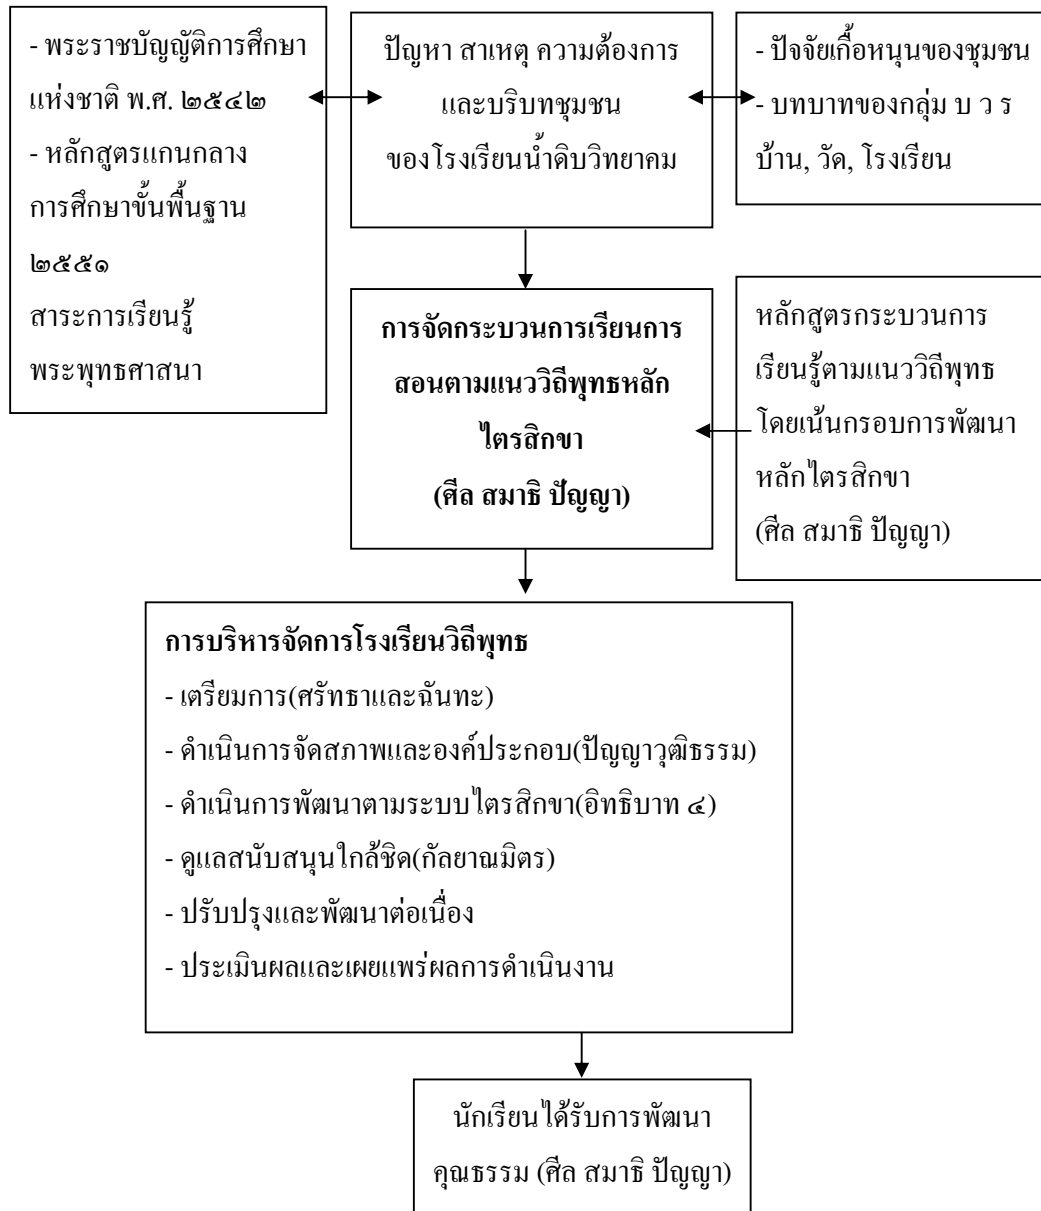 - พระราชบัญญัติการศึกษา
แห่งชาติ พ.ศ. ๒๕๔๒
- หลักสูตรแกนกลาง
การศึกษาขั้นพื้นฐาน
๒๕๕๑
สาระการเรียนรู้
พระพุทธศาสนา
ปัญหา สาเหตุ ความต้องการ
และบริบทชุมชน
ของโรงเรียนน้ำดิบวิทยาคม
- ปัจจัยเกื้อหนุนของชุมชน
- บทบาทของกลุ่ม บ ว ร
บ้าน, วัด, โรงเรียน
การจัดกระบวนการเรียนการ
สอนตามแนววิถีพุทธหลัก
ไตรสิกขา
(ศีล สมาธิ ปัญญา)
หลักสูตรกระบวนการ
เรียนรู้ตามแนววิถีพุทธ
โดยเน้นกรอบการพัฒนา
หลักไตรสิกขา
(ศีล สมาธิ ปัญญา)
การบริหารจัดการโรงเรียนวิถีพุทธ
- เตรียมการ(ศรัทธาและฉันทะ)
- ดำเนินการจัดสภาพและองค์ประกอบ(ปัญญาวุฒิธรรม)
- ดำเนินการพัฒนาตามระบบไตรสิกขา(อิทธิบาท ๔)
- ดูแลสนับสนุนใกล้ชิด(กัลยาณมิตร)
- ปรับปรุงและพัฒนาต่อเนื่อง
- ประเมินผลและเผยแพร่ผลการดำเนินงาน
นักเรียนได้รับการพัฒนา
คุณธรรม (ศีล สมาธิ ปัญญา)